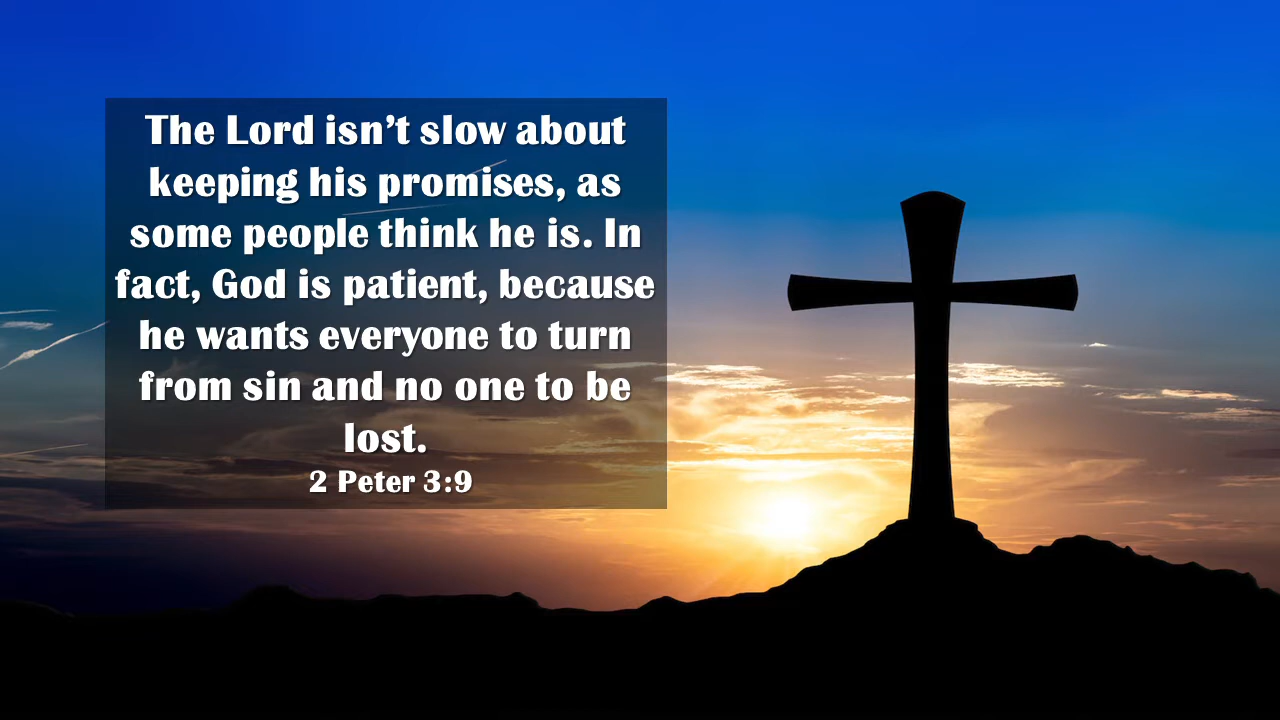 The Lord isn’t slow about
keeping his promises, as
some people think he is. In
fact, God is patient, because
he wants everyone to turn
from sin and no one to be
lost.
2 Peter 3:9